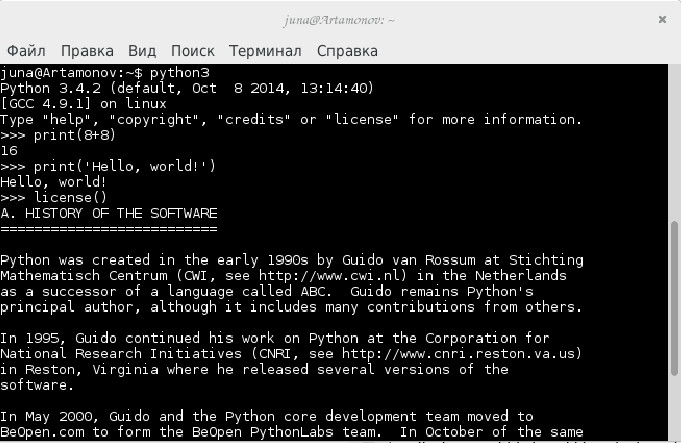 juna@Artamonov: ~
Файл Правка Вид Поиск Терминал Справка
juna@Artamonov:~$ python3
Python 3.4.2 (default, Oct  8 2014, 13:14:40)
[GCC 4.9.1] on linux
Type "help", "copyright", "credits" or "license" for more information.
>>> print(8+8)
16
>>> print('Hello, world!')
Hello, world!
>>> license()
A. HISTORY OF THE SOFTWARE
==========================

Python was created in the early 1990s by Guido van Rossum at Stichting
Mathematisch Centrum (CWI, see http://www.cwi.nl) in the Netherlands
as a successor of a language called ABC.  Guido remains Python's
principal author, although it includes many contributions from others.

In 1995, Guido continued his work on Python at the Corporation for
National Research Initiatives (CNRI, see http://www.cnri.reston.va.us)
in Reston, Virginia where he released several versions of the
software.

In May 2000, Guido and the Python core development team moved to
BeOpen.com to form the BeOpen PythonLabs team.  In October of the same